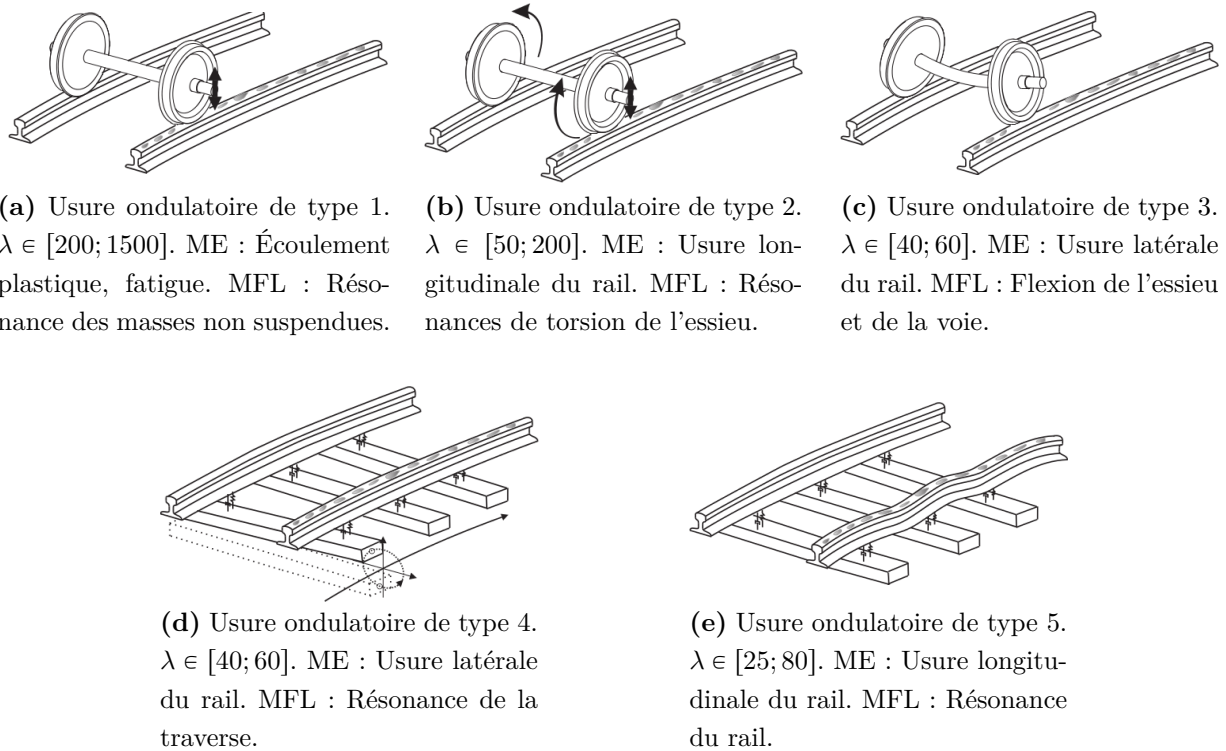 (a) Usure ondulatoire de type 1.
λ ∈ [200; 1500]. ME : Écoulement
plastique, fatigue. MFL : Réso-
nance des masses non suspendues.
(b) Usure ondulatoire de type 2.
λ ∈ [50; 200]. ME : Usure lon-
gitudinale du rail. MFL : Réso-
nances de torsion de l'essieu.
(c) Usure ondulatoire de type 3.
λ ∈ [40; 60]. ME : Usure latérale
du rail. MFL : Flexion de l'essieu
et de la voie.
(d) Usure ondulatoire de type 4.
λ ∈ [40; 60]. ME : Usure latérale
du rail. MFL : Résonance de la
traverse.
(e) Usure ondulatoire de type 5.
λ ∈ [25; 80]. ME : Usure longitu-
dinale du rail. MFL : Résonance
du rail.